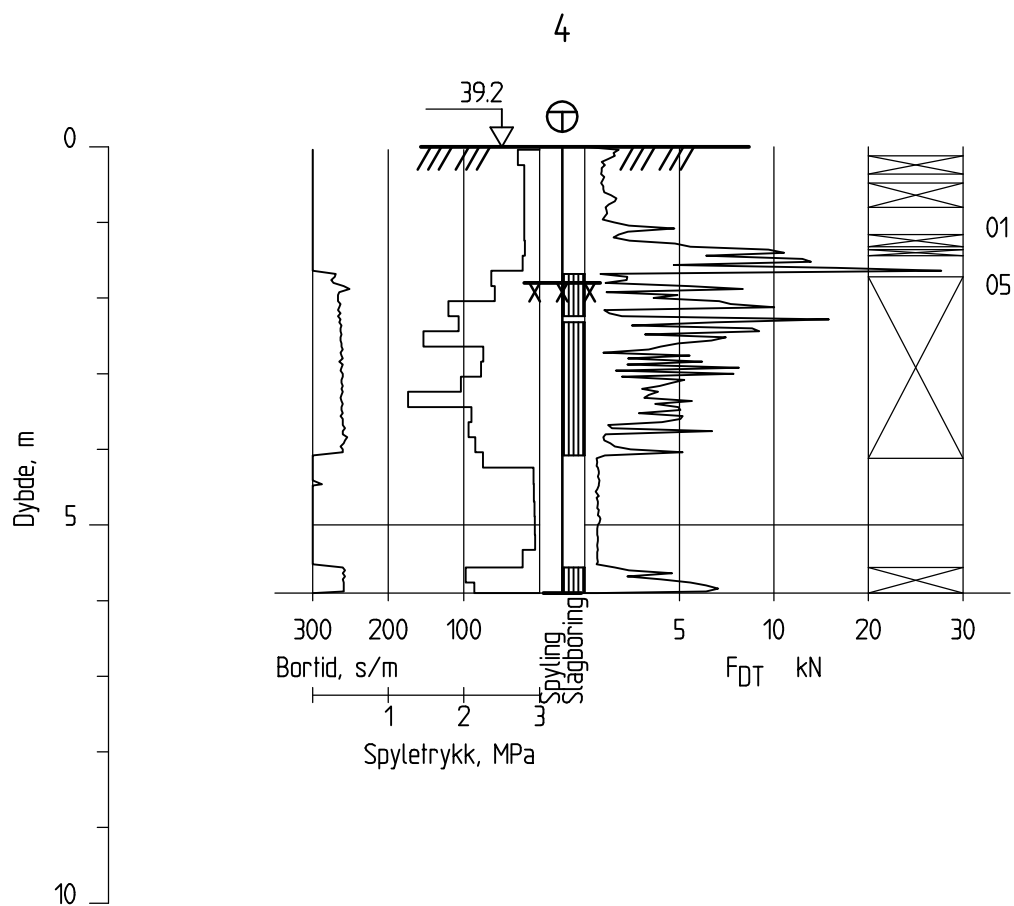 4
39.2
0
01
05
Dybde, m
5
300 200 100 5 10 20 30
Spyling
Slagboring
Bortid, s/m
FDT kN
1 2 3
Spyletrykk, MPa
10